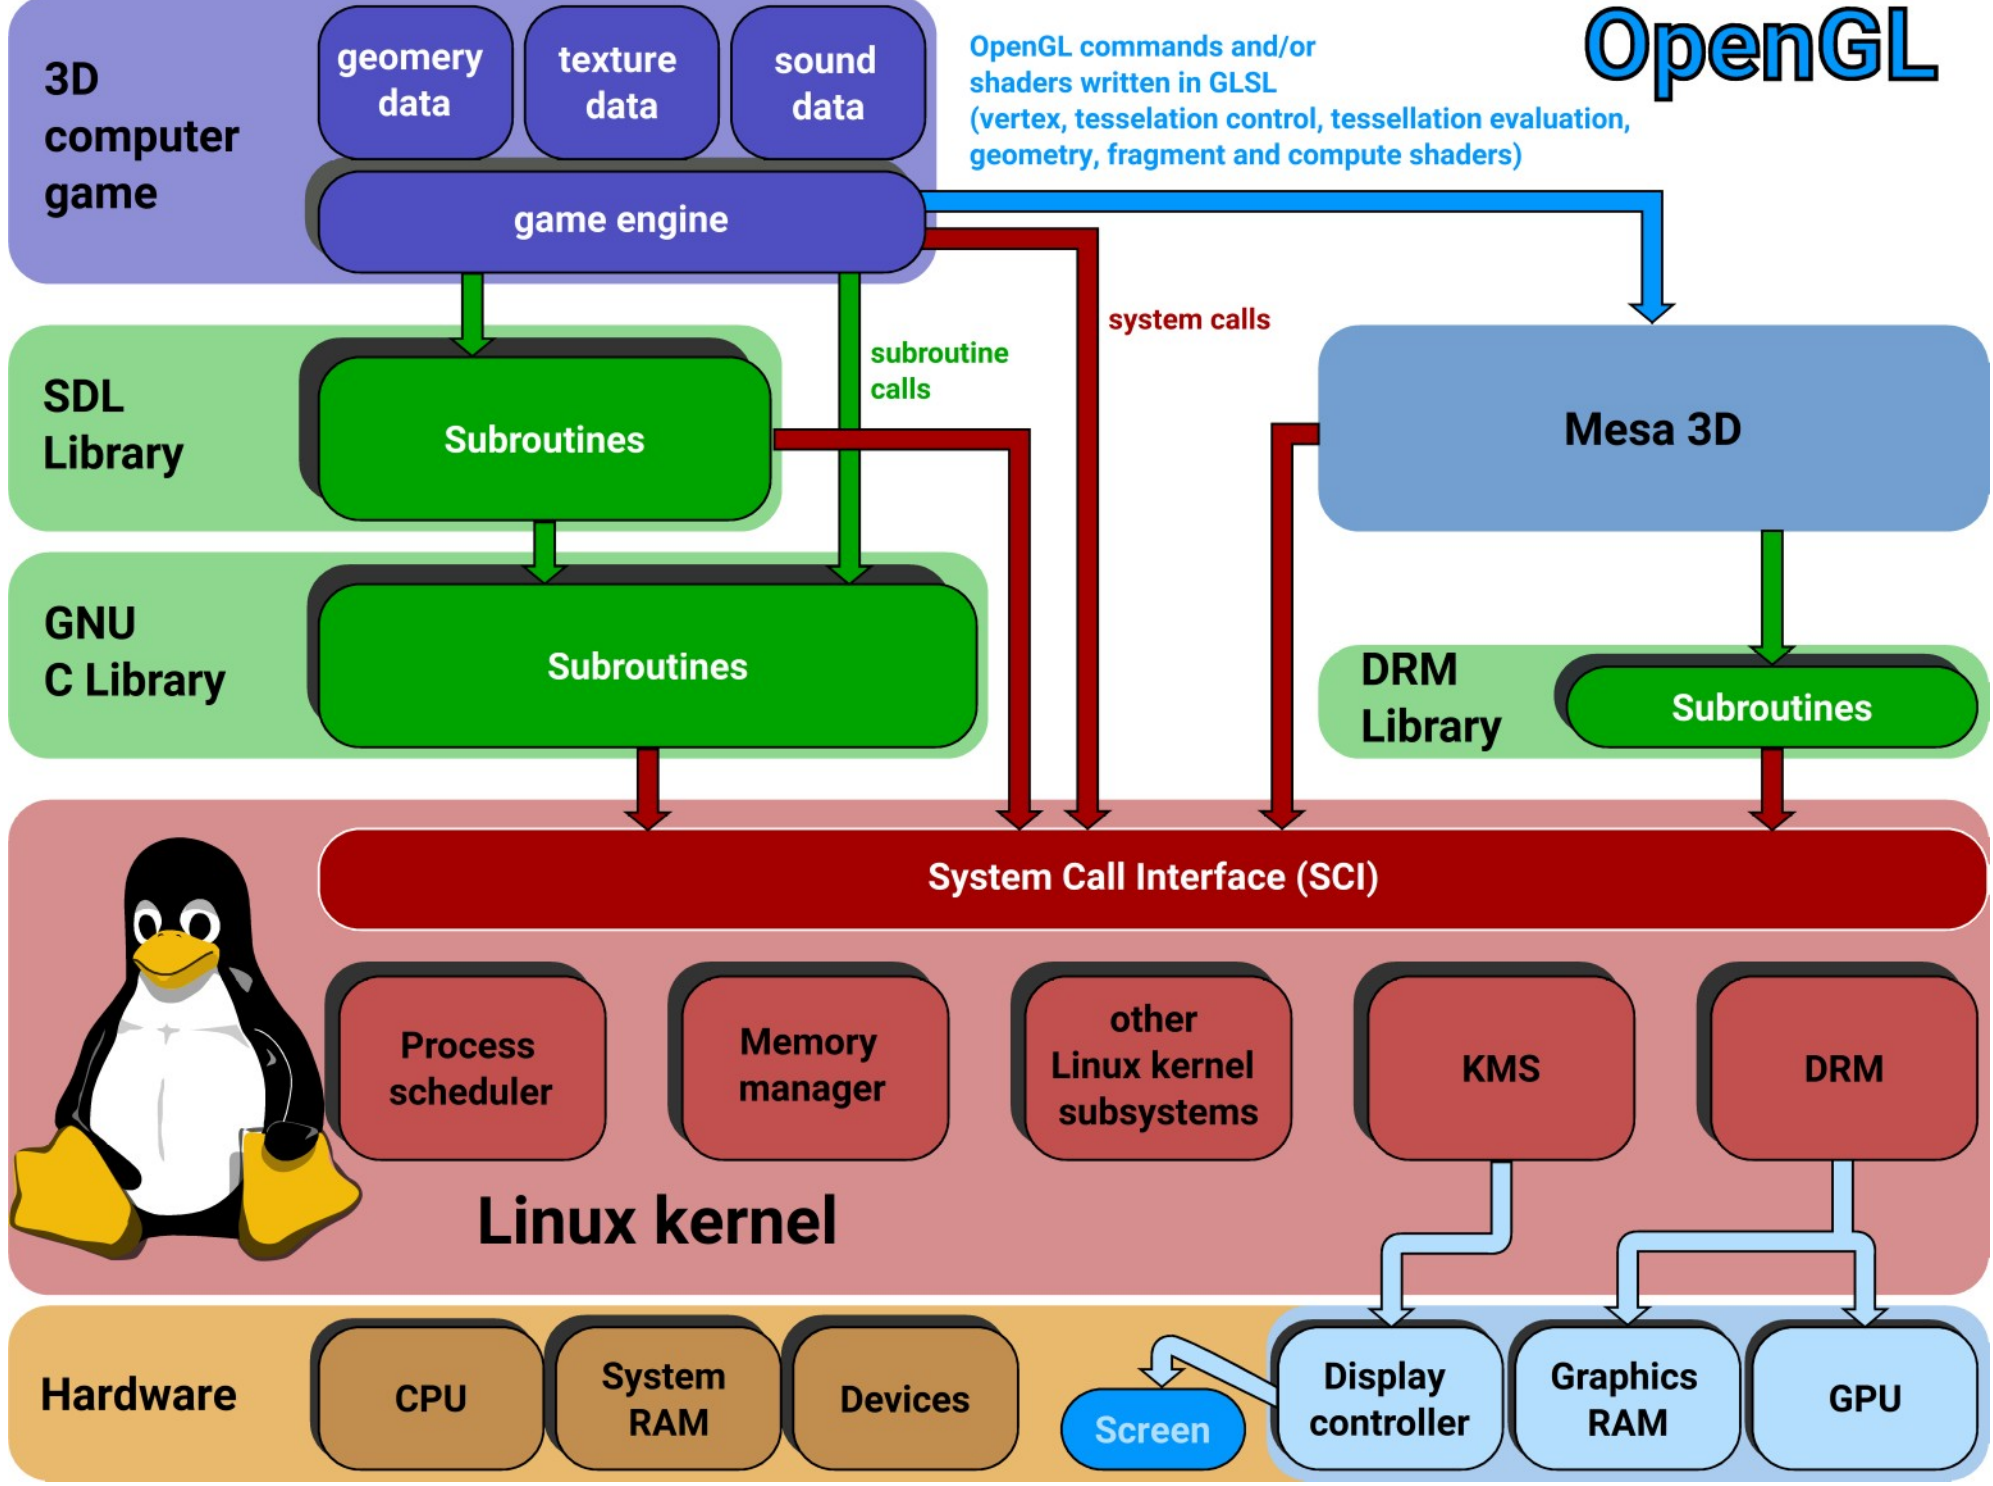 OpenGL
3D
computer
game
geomery
data
texture
data
sound
data
game engine
OpenGL commands and/or
shaders written in GLSL
(vertex, tesselation control, tessellation evaluation,
geometry, fragment and compute shaders)
system calls
subroutine
calls
SDL
Library
Subroutines
Mesa 3D
GNU
C Library
Subroutines
DRM
Library
Subroutines
System Call Interface (SCI)
Process
scheduler
Memory
manager
other
Linux kernel
subsystems
KMS
DRM
Linux kernel
Hardware
CPU
System
RAM
Devices
Screen
Display
controller
Graphics
RAM
GPU